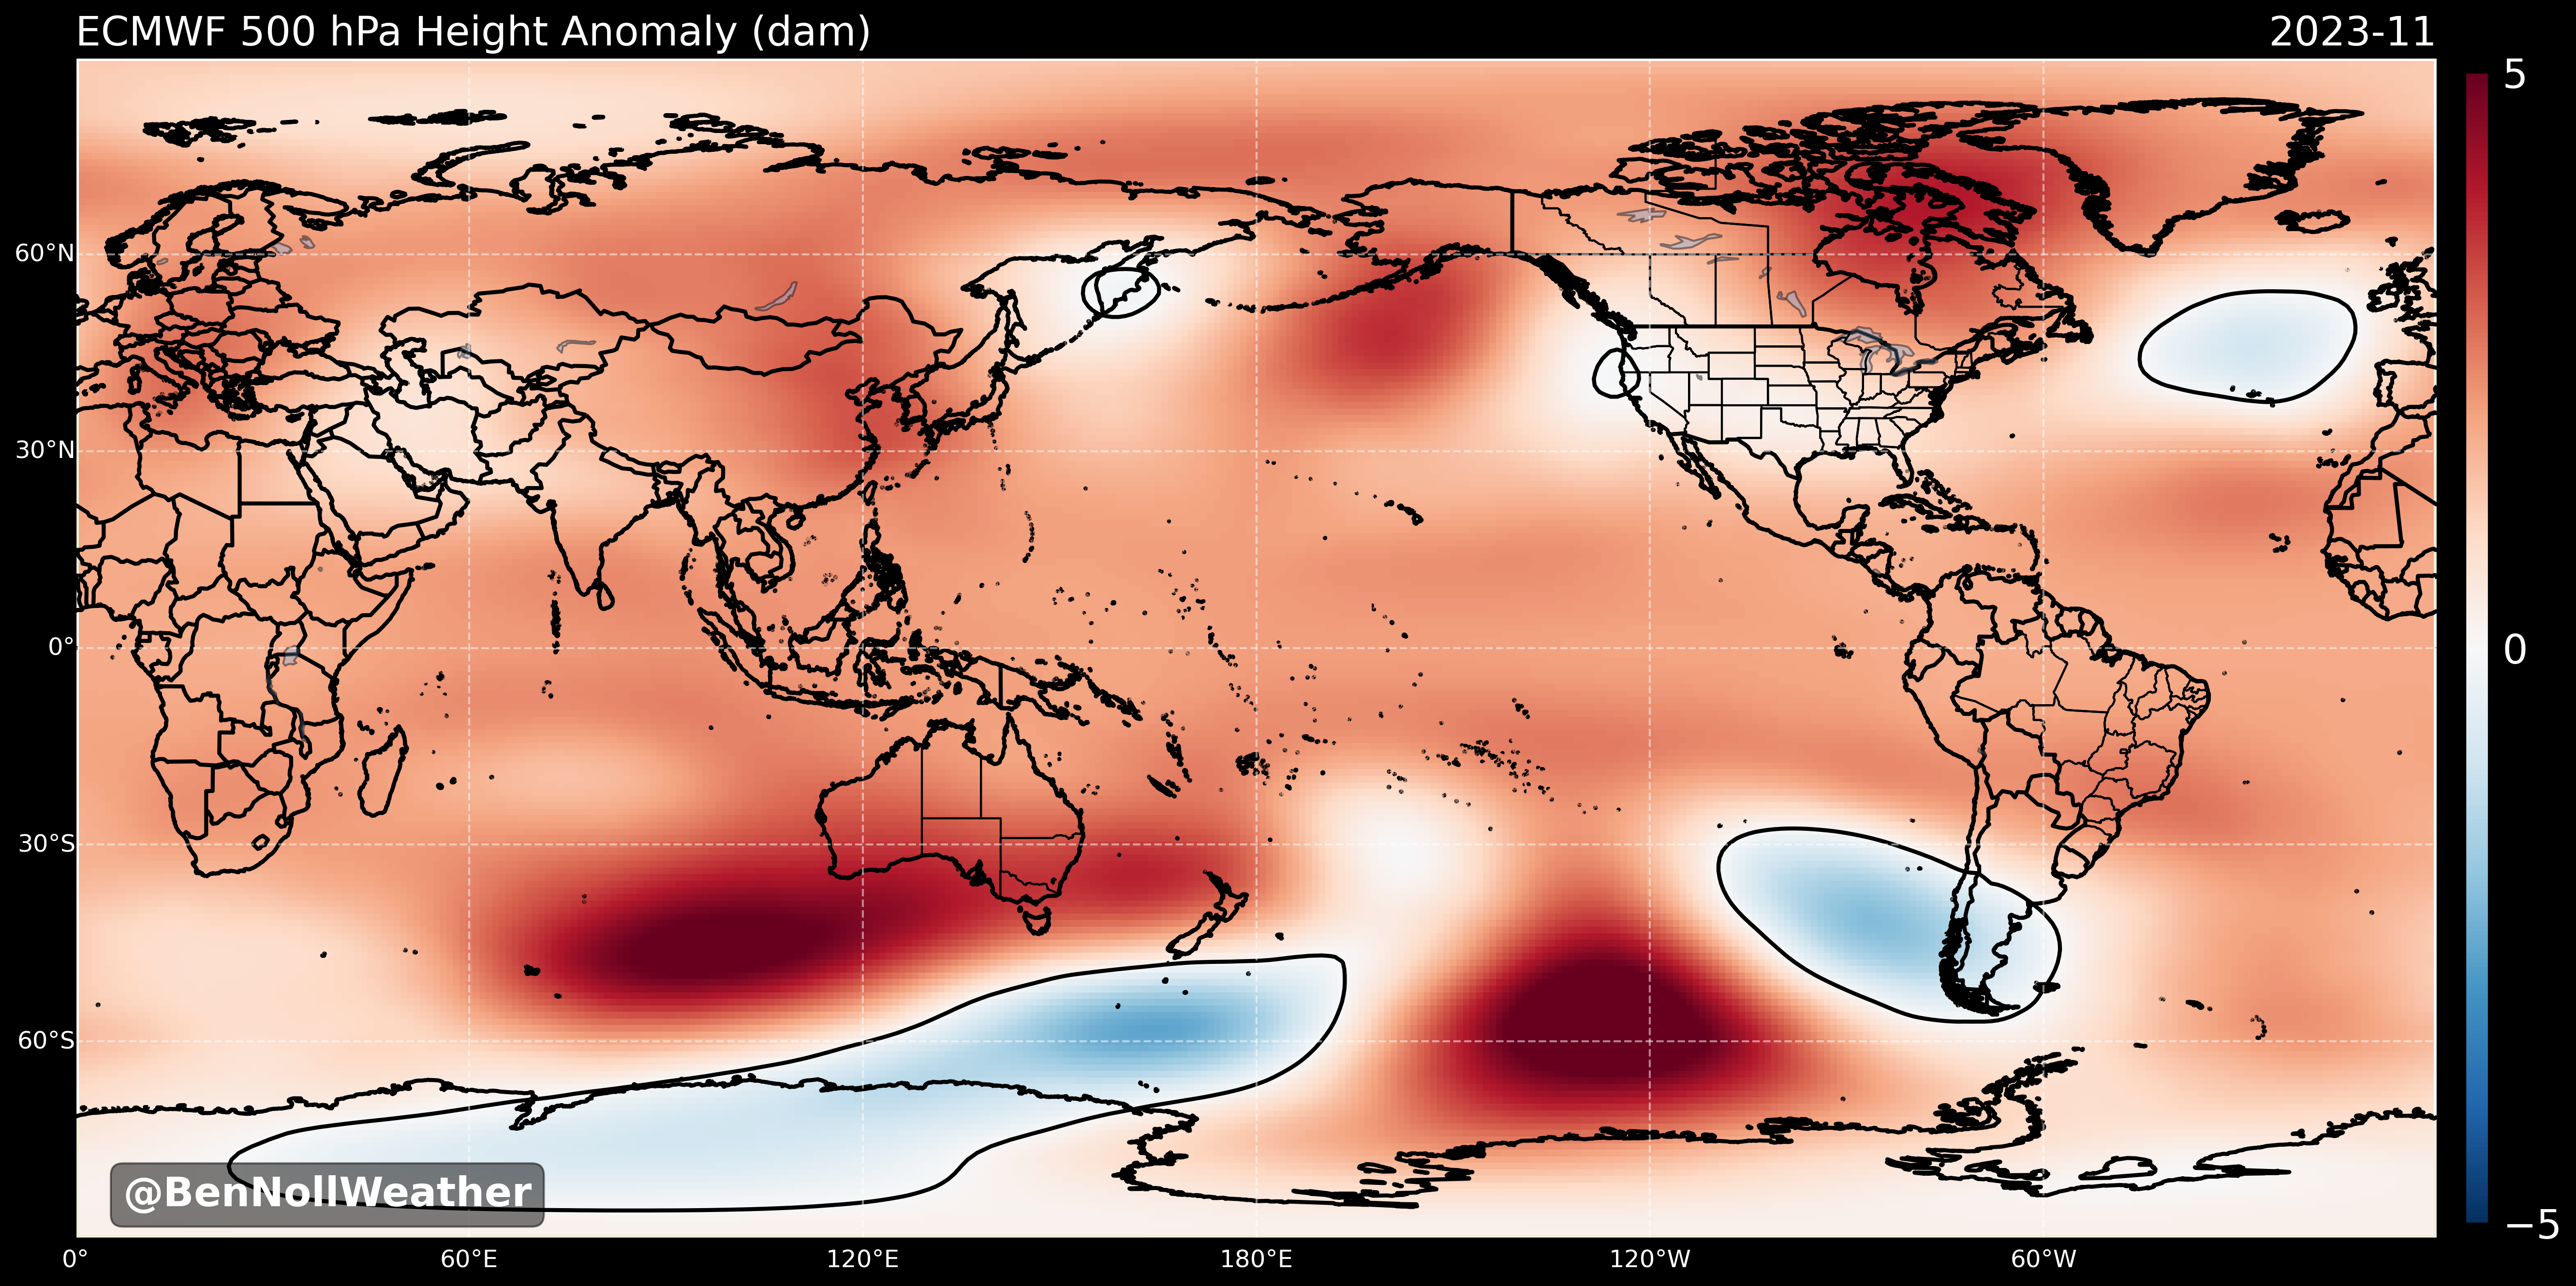 ECMWF 500 hPa Height Anomaly (dam)
2023-11
5
60°N
30°N
0°
0
30°S
60°S
@BenNollWeather
−5
0°
60°E
120°E
180°E
120°W
60°W